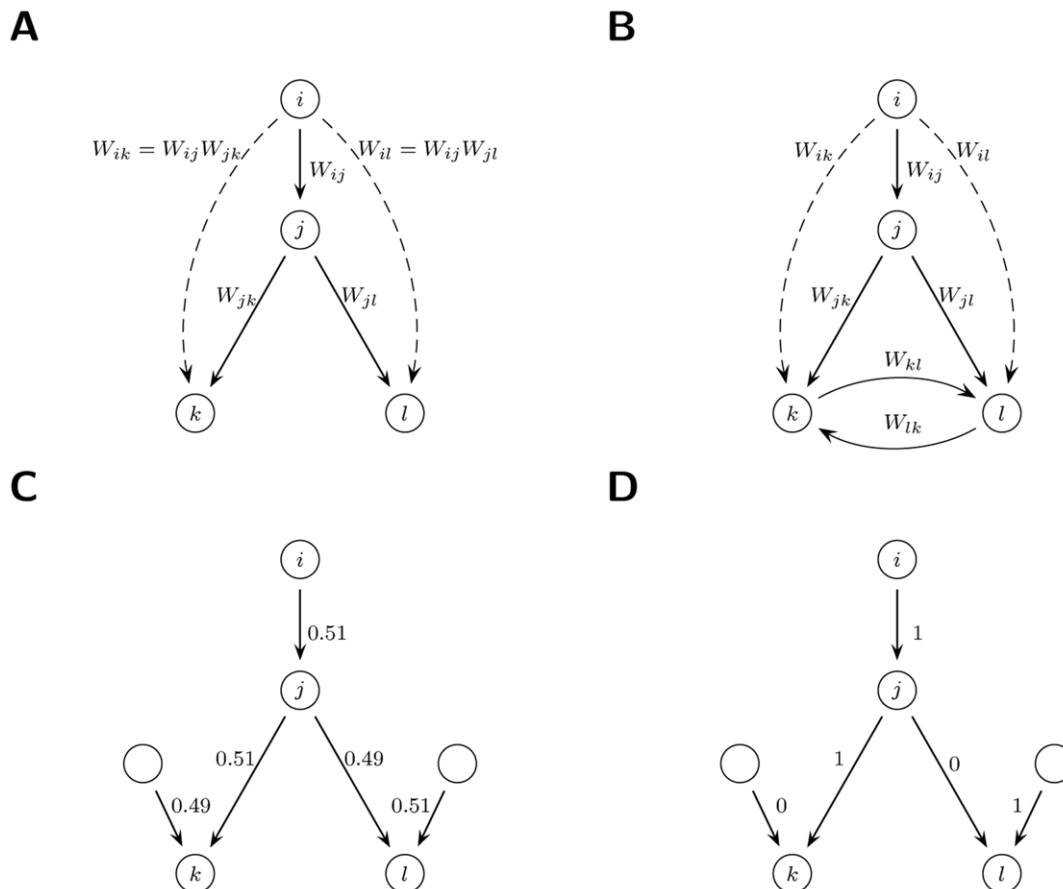 A B
i i
W_{ik} = W_{ij}W_{jk} W_{il} = W_{ij}W_{jl} W_{ik} W_{il}
W_{ij} W_{ij}
j j
W_{jk} W_{jl} W_{jk} W_{jl}
W_{kl}
k l k l
W_{lk}
C D
i i
0.51 1
j j
0.51 0.49 1 0
0.49 0.51 0 1
k l k l